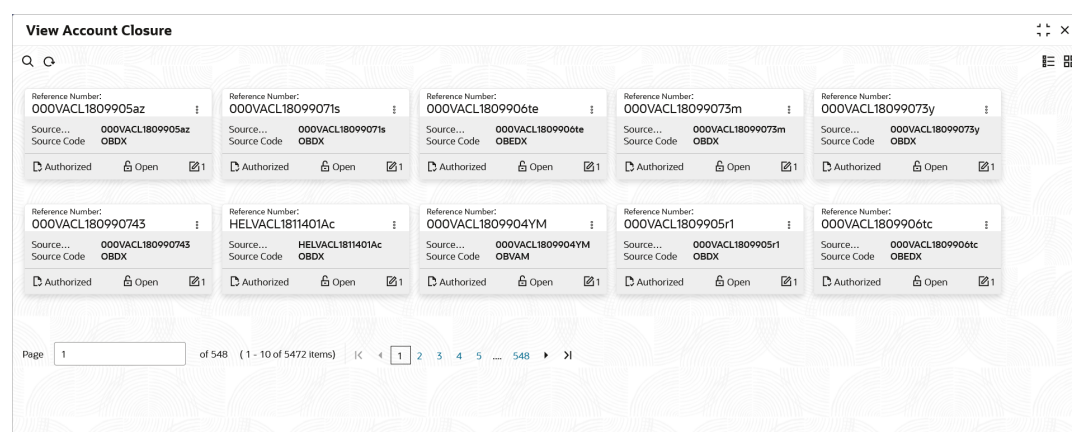 View Account Closure
Reference Number:
000VACL1809905az
Source... 000VACL1809905az
Source Code OBDX
Authorized Open 1
Reference Number:
000VACL18099071s
Source... 000VACL18099071s
Source Code OBDX
Authorized Open 1
Reference Number:
000VACL1809906te
Source... 000VACL1809906te
Source Code OBEDX
Authorized Open 1
Reference Number:
000VACL18099073m
Source... 000VACL18099073m
Source Code OBDX
Authorized Open 1
Reference Number:
000VACL18099073y
Source... 000VACL18099073y
Source Code OBDX
Authorized Open 1
Reference Number:
000VACL180990743
Source... 000VACL180990743
Source Code OBDX
Authorized Open 1
Reference Number:
HELVACL1811401Ac
Source... HELVACL1811401Ac
Source Code OBDX
Authorized Open 1
Reference Number:
000VACL1809904YM
Source... 000VACL1809904YM
Source Code OBVAM
Authorized Open 1
Reference Number:
000VACL1809905r1
Source... 000VACL1809905r1
Source Code OBDX
Authorized Open 1
Reference Number:
000VACL1809906tc
Source... 000VACL1809906tc
Source Code OBEDX
Authorized Open 1
Page 1 of 548 ( 1 - 10 of 5472 items) 1 2 3 4 5 .... 548